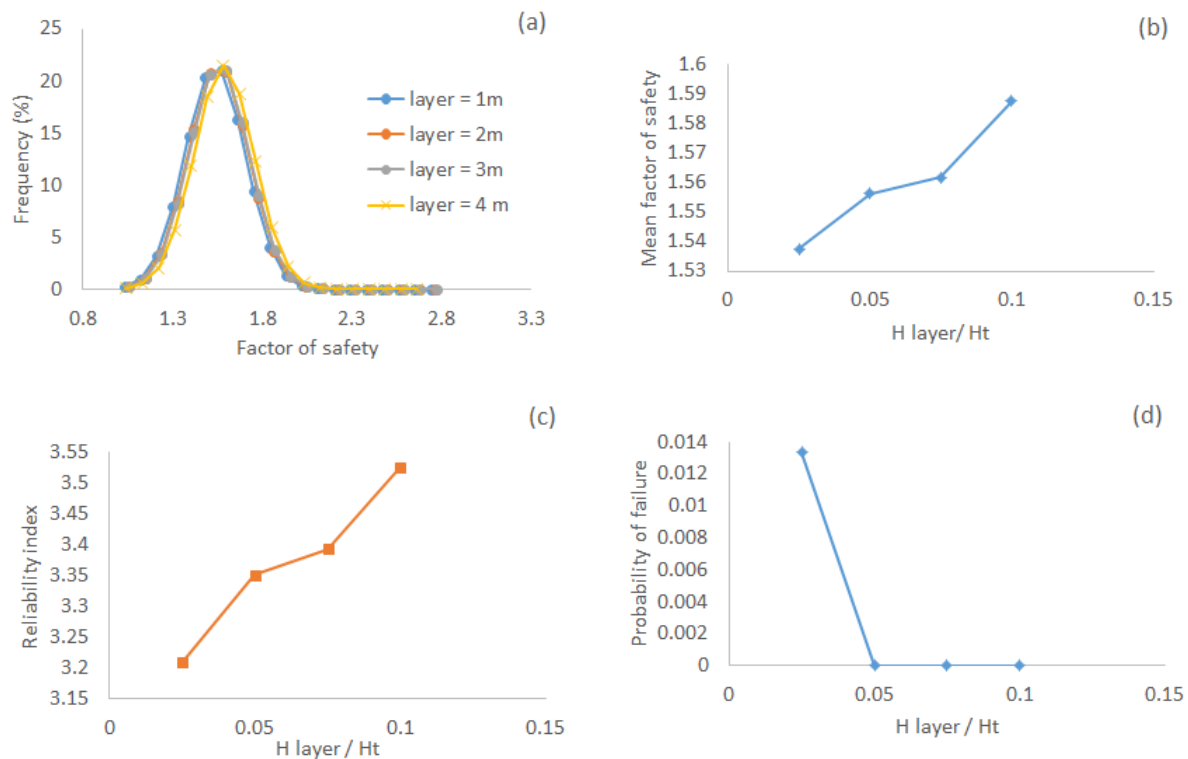 (a)
25
20
15
10
5
0
Frequency (%)
0.8 1.3 1.8 2.3 2.8 3.3
Factor of safety
layer = 1m
layer = 2m
layer = 3m
layer = 4 m
(b)
1.6
1.59
1.58
1.57
1.56
1.55
1.54
1.53
Mean factor of safety
0 0.05 0.1 0.15
H layer/ Ht
(c)
3.55
3.5
3.45
3.4
3.35
3.3
3.25
3.2
3.15
Reliability index
0 0.05 0.1 0.15
H layer / Ht
(d)
0.014
0.012
0.01
0.008
0.006
0.004
0.002
0
Probability of failure
0 0.05 0.1 0.15
H layer / Ht